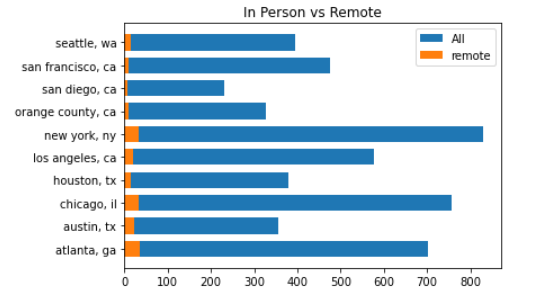 In Person vs Remote
All
remote
seattle, wa
san francisco, ca
san diego, ca
orange county, ca
new york, ny
los angeles, ca
houston, tx
chicago, il
austin, tx
atlanta, ga
0 100 200 300 400 500 600 700 800